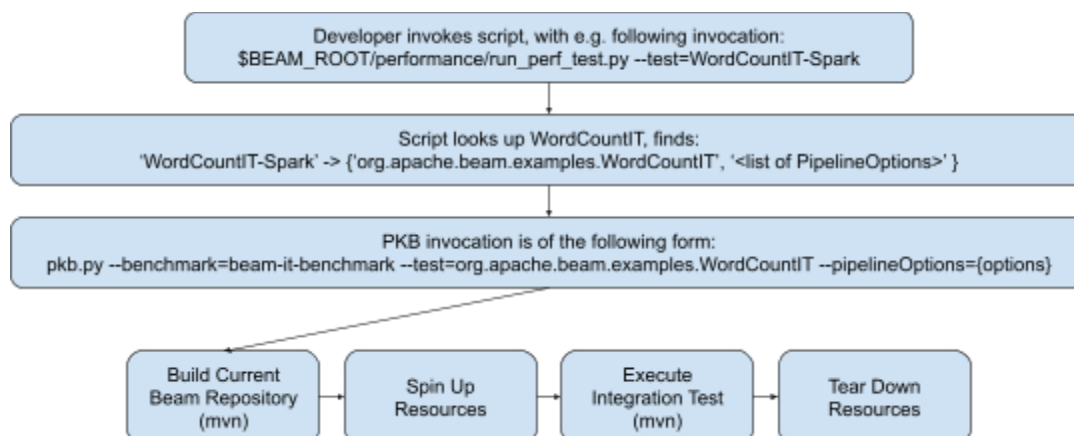 Developer invokes script, with e.g. following invocation:
$BEAM_ROOT/performance/run_perf_test.py --test=WordCountIT-Spark
Script looks up WordCountIT, finds:
‘WordCountIT-Spark’ -> {‘org.apache.beam.examples.WordCountIT’, ‘<list of PipelineOptions>’ }
PKB invocation is of the following form:
pkb.py --benchmark=beam-it-benchmark --test=org.apache.beam.examples.WordCountIT --pipelineOptions={options}
Build Current
Beam Repository
(mvn)
Spin Up
Resources
Execute
Integration Test
(mvn)
Tear Down
Resources